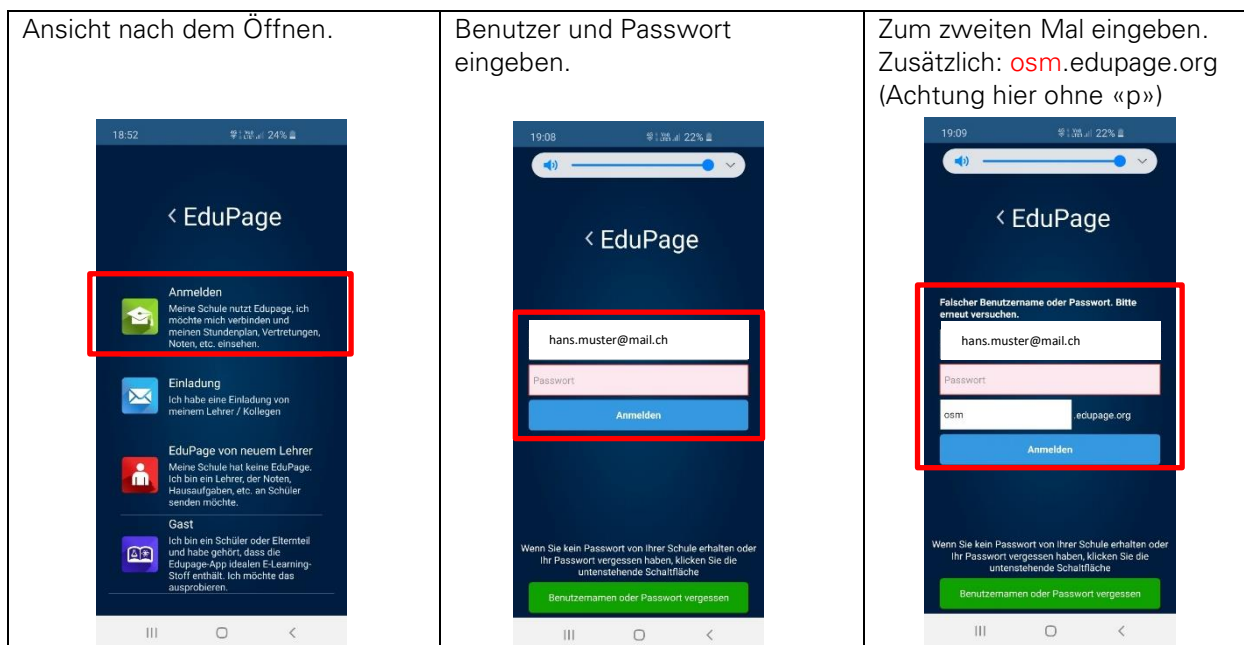 Ansicht nach dem Öffnen.
18:52
24%
< EduPage
Anmelden
Meine Schule nutzt Edupage, ich
möchte mich verbinden und
meinen Stundenplan, Vertretungen,
Noten, etc. einsehen.
Einladung
Ich habe eine Einladung von
meinem Lehrer / Kollegen
EduPage von neuem Lehrer
Meine Schule hat keine EduPage.
Ich bin ein Lehrer, der Noten,
Hausaufgaben, etc. an Schüler
senden möchte.
Gast
Ich bin ein Schüler oder Elternteil
und habe gehört, dass die
Edupage-App idealen E-Learning-
Stoff enthält. Ich möchte das
ausprobieren.
Benutzer und Passwort
eingeben.
19:08
22%
< EduPage
hans.muster@mail.ch
Passwort
Anmelden
Wenn Sie kein Passwort von Ihrer Schule erhalten oder
Ihr Passwort vergessen haben, klicken Sie die
untenstehende Schaltfläche
Benutzernamen oder Passwort vergessen
Zum zweiten Mal eingeben.
Zusätzlich: osm.edupage.org
(Achtung hier ohne «p»)
19:09
22%
< EduPage
Falscher Benutzername oder Passwort. Bitte
erneut versuchen.
hans.muster@mail.ch
Passwort
osm .edupage.org
Anmelden
Wenn Sie kein Passwort von Ihrer Schule erhalten oder
Ihr Passwort vergessen haben, klicken Sie die
untenstehende Schaltfläche
Benutzernamen oder Passwort vergessen